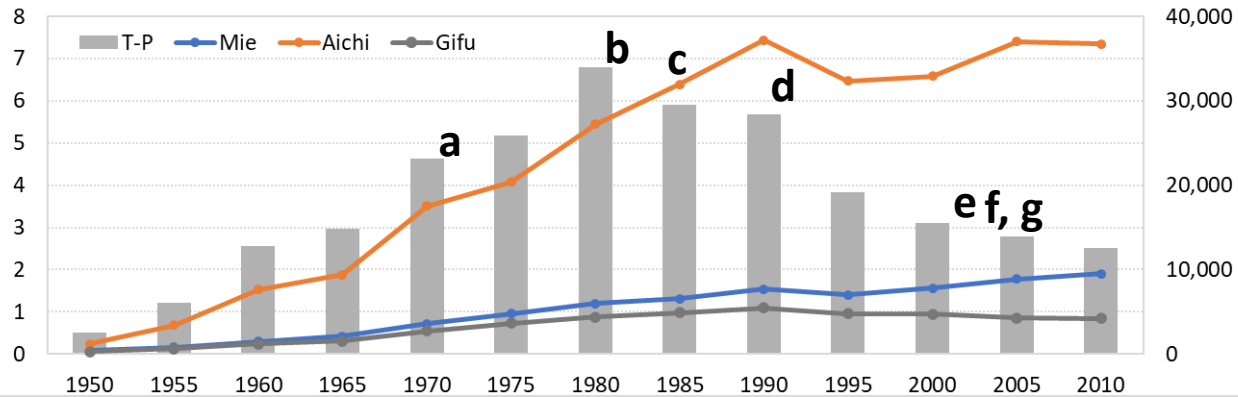 8 40,000
T-P Mie Aichi Gifu
7
6 30,000
5
4 20,000
3
2 10,000
1
0 0
a
b
c
d
e f, g
1950 1955 1960 1965 1970 1975 1980 1985 1990 1995 2000 2005 2010